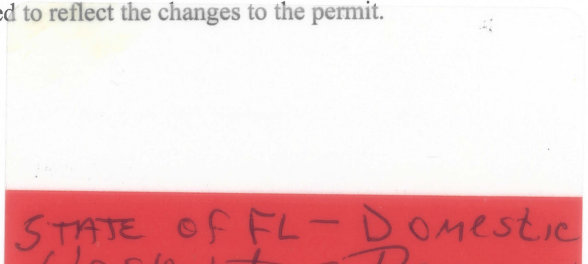 ed to reflect the changes to the permit.
STATE OF FL - Domestic